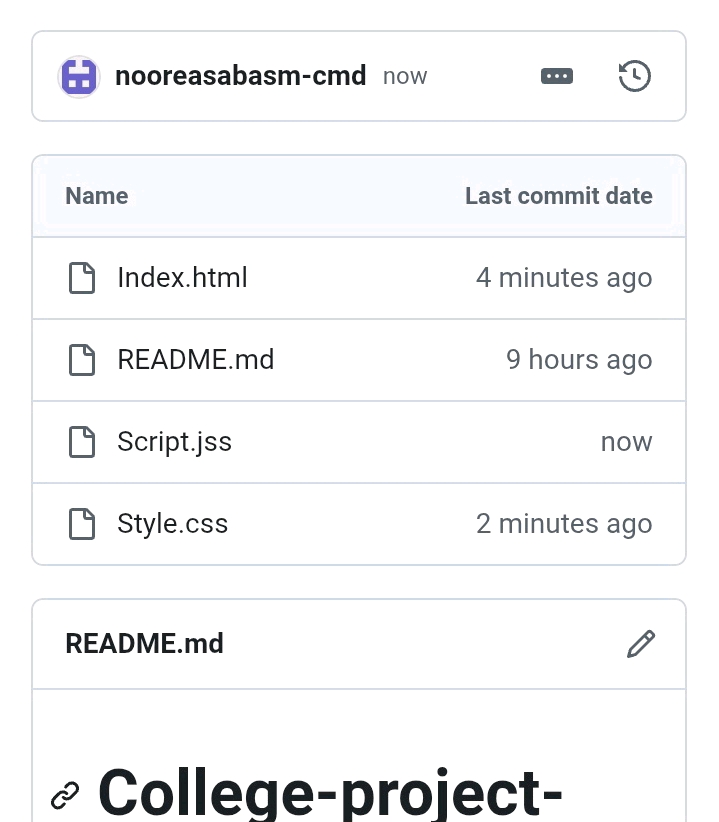 nooreasabasm-cmd now
Name Last commit date
Index.html 4 minutes ago
README.md 9 hours ago
Script.jss now
Style.css 2 minutes ago
README.md
College-project-